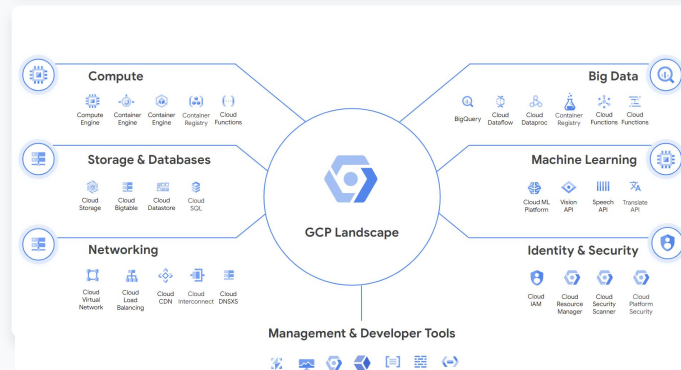 Compute
Compute Engine
Container Engine
Container Engine
Container Registry
Cloud Functions
Storage & Databases
Cloud Storage
Cloud Bigtable
Cloud Datastore
Cloud SQL
Networking
Cloud Virtual Network
Cloud Load Balancing
Cloud CDN
Cloud Interconnect
Cloud DNSXS
GCP Landscape
Big Data
BigQuery
Cloud Dataflow
Cloud Dataproc
Container Registry
Cloud Functions
Cloud Functions
Machine Learning
Cloud ML Platform
Vision API
Speech API
Translate API
Identity & Security
Cloud IAM
Cloud Resource Manager
Cloud Security Scanner
Cloud Platform Security
Management & Developer Tools